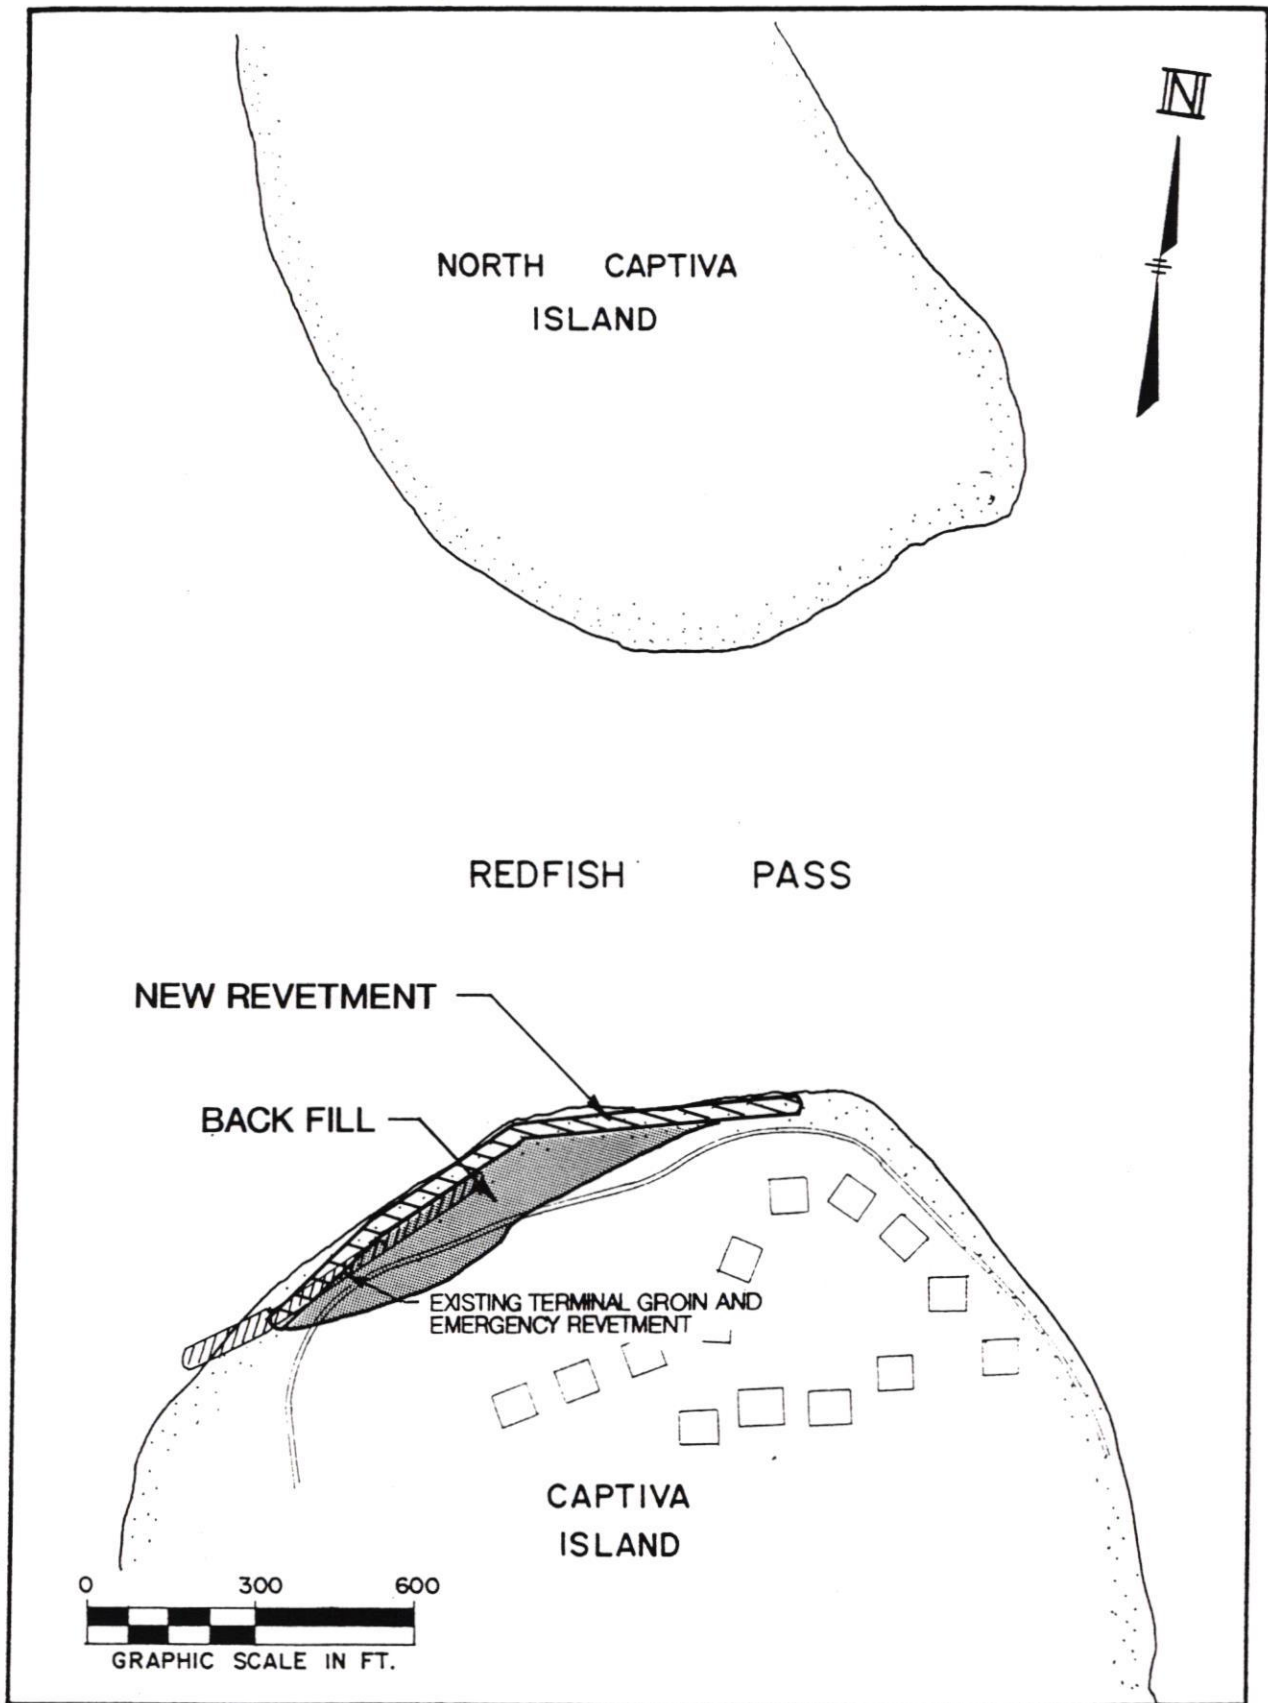 N
NORTH CAPTIVA
ISLAND
REDFISH PASS
NEW REVETMENT
BACK FILL
EXISTING TERMINAL GROIN AND
EMERGENCY REVETMENT
CAPTIVA
ISLAND
0 300 600
GRAPHIC SCALE IN FT.